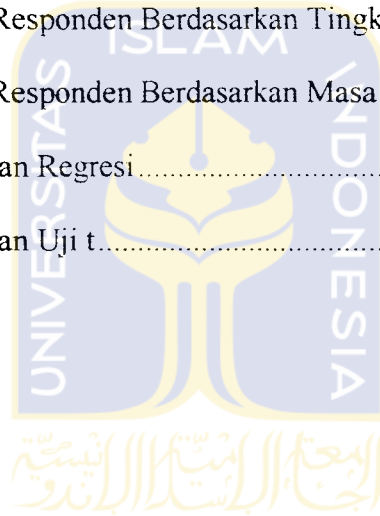 Responden Berdasarkan Tingk
ISLAM
Responden Berdasarkan Masa
an Regresi..............................
an Uji t..................................
UNIVERSITAS
INDONESIA